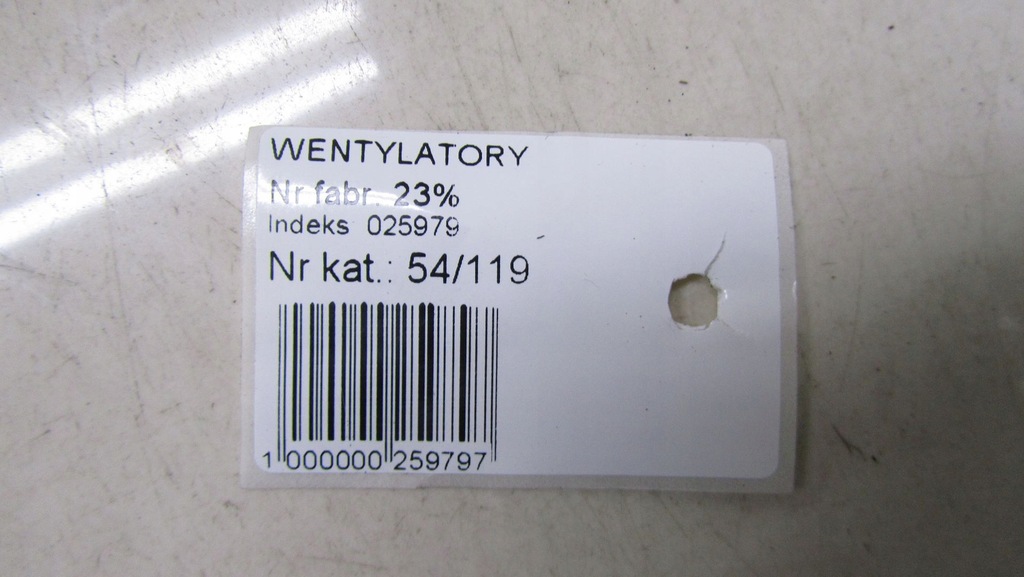 WENTYLATORY
Nr fabr. 23%
Indeks 025979
Nr kat.: 54/119
1 000000 259797